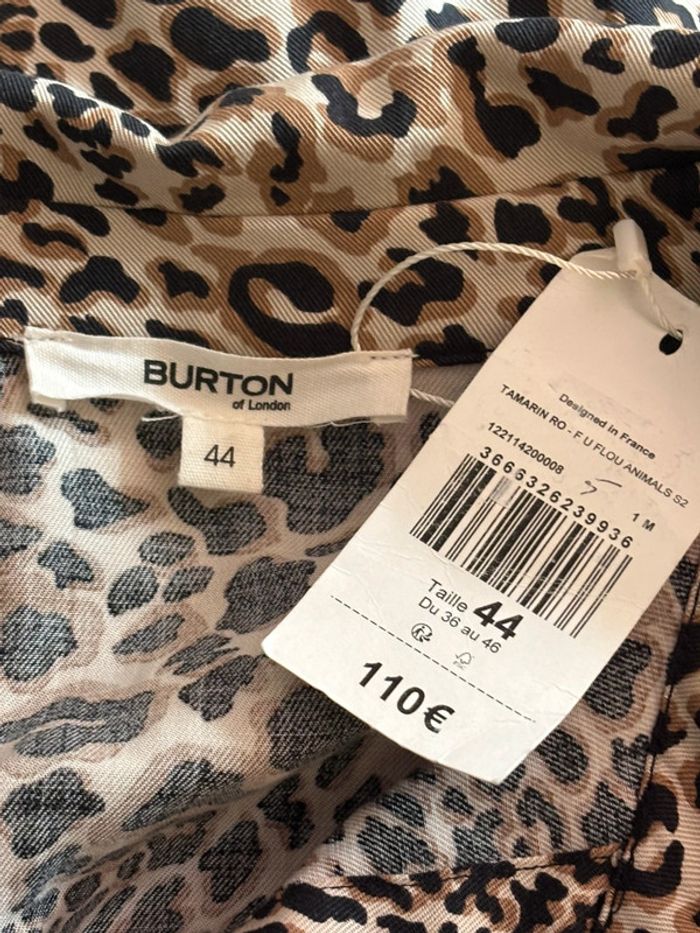 BURTON
of London
44
Designed in France
TAMARIN RO - F U FLOU ANIMALS S2
122114200008
1 M
3666326239936
Taille 44
Du 36 au 46
110€